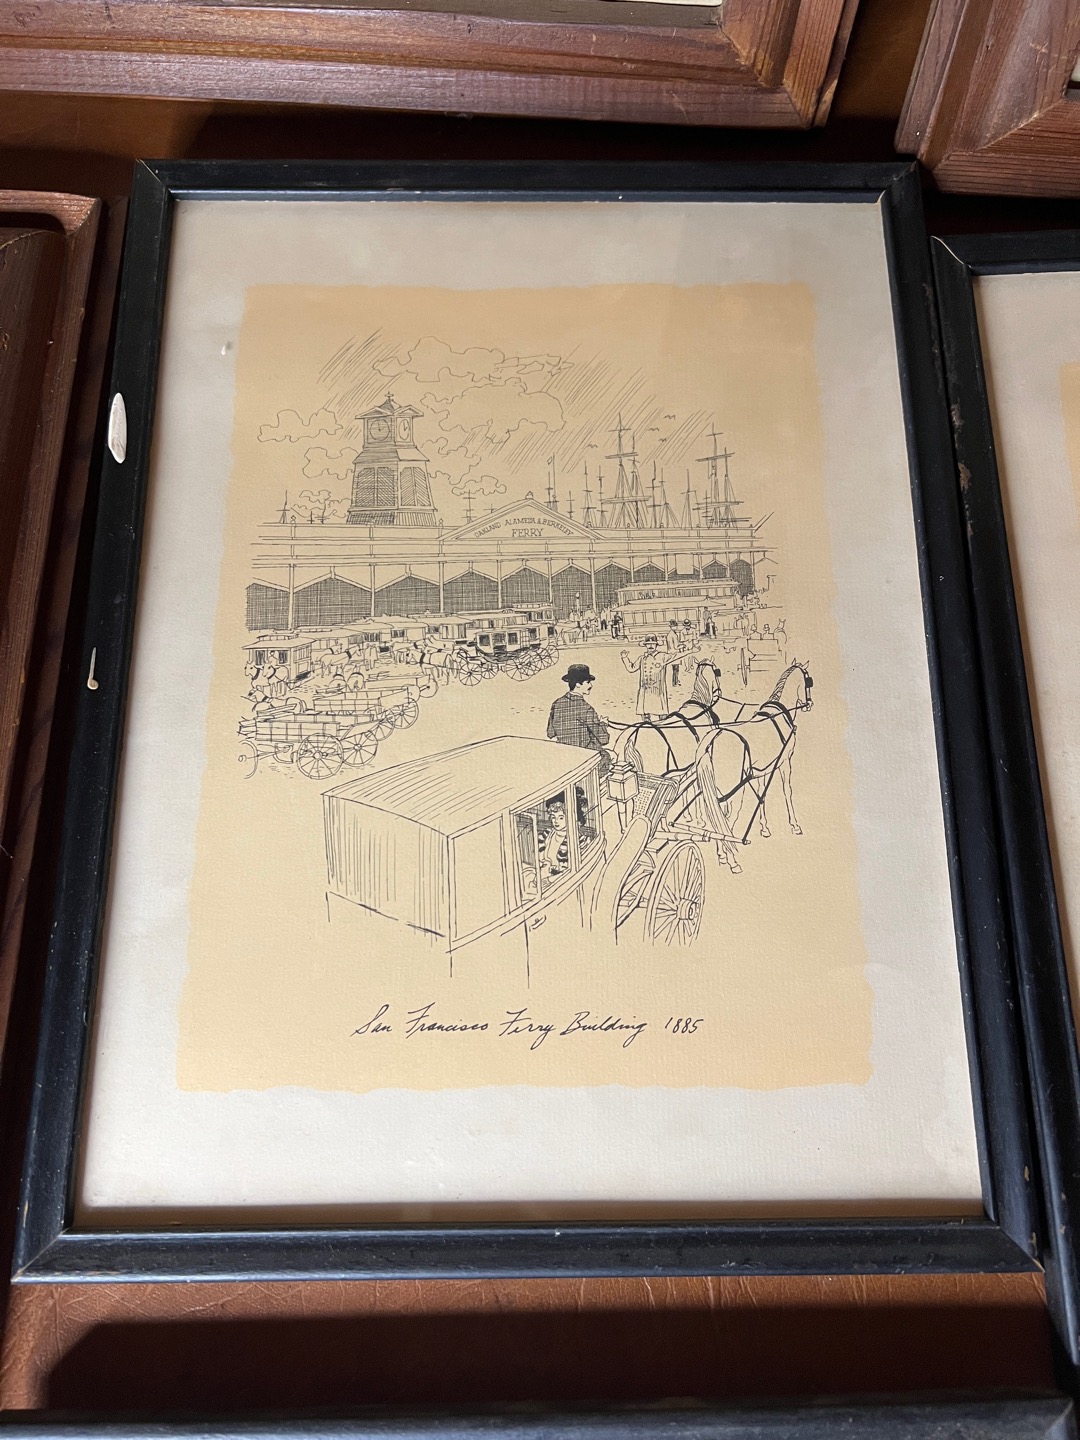 OAKLAND ALAMEDA & BERKELEY
FERRY
San Francisco Ferry Building 1885